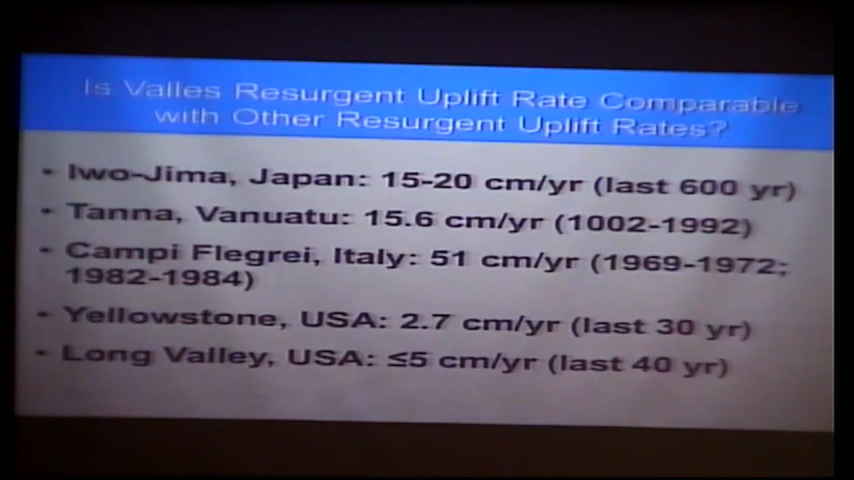 Is Valles Resurgent Uplift Rate Comparable
with Other Resurgent Uplift Rates?
• Iwo-Jima, Japan: 15-20 cm/yr (last 600 yr)
• Tanna, Vanuatu: 15.6 cm/yr (1002-1992)
• Campi Flegrei, Italy: 51 cm/yr (1969-1972;
1982-1984)
• Yellowstone, USA: 2.7 cm/yr (last 30 yr)
• Long Valley, USA: ≤5 cm/yr (last 40 yr)